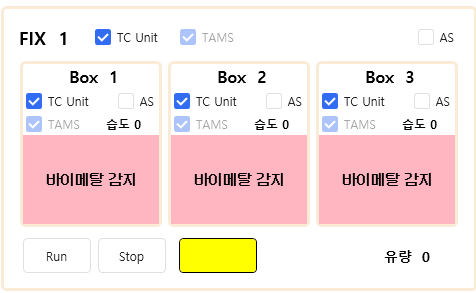 FIX 1 TC Unit TAMS AS
Box 1 Box 2 Box 3
TC Unit AS TC Unit AS TC Unit AS
TAMS 습도 0 TAMS 습도 0 TAMS 습도 0
바이메탈 감지 바이메탈 감지 바이메탈 감지
Run Stop 유량 0